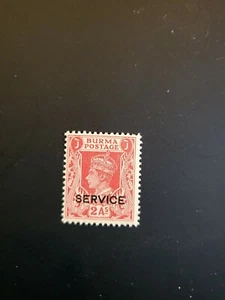 BURMA
POSTAGE
SERVICE
2As